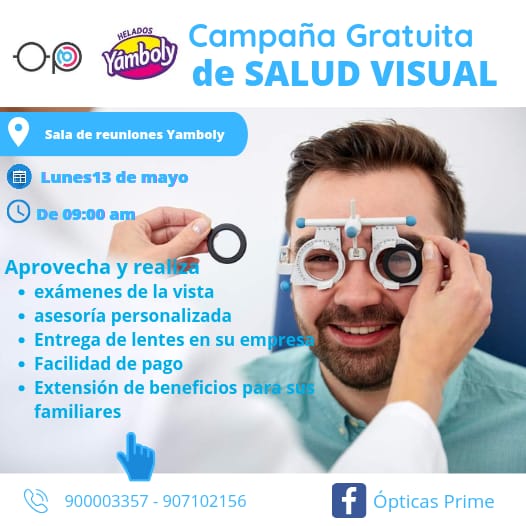 Campaña Gratuita
de SALUD VISUAL
HELADOS
Yámboly
Sala de reuniones Yamboly
Lunes13 de mayo
De 09:00 am
Aprovecha y realiza
• exámenes de la vista
• asesoría personalizada
• Entrega de lentes en su empresa
• Facilidad de pago
• Extensión de beneficios para sus
familiares
900003357 - 907102156
Ópticas Prime